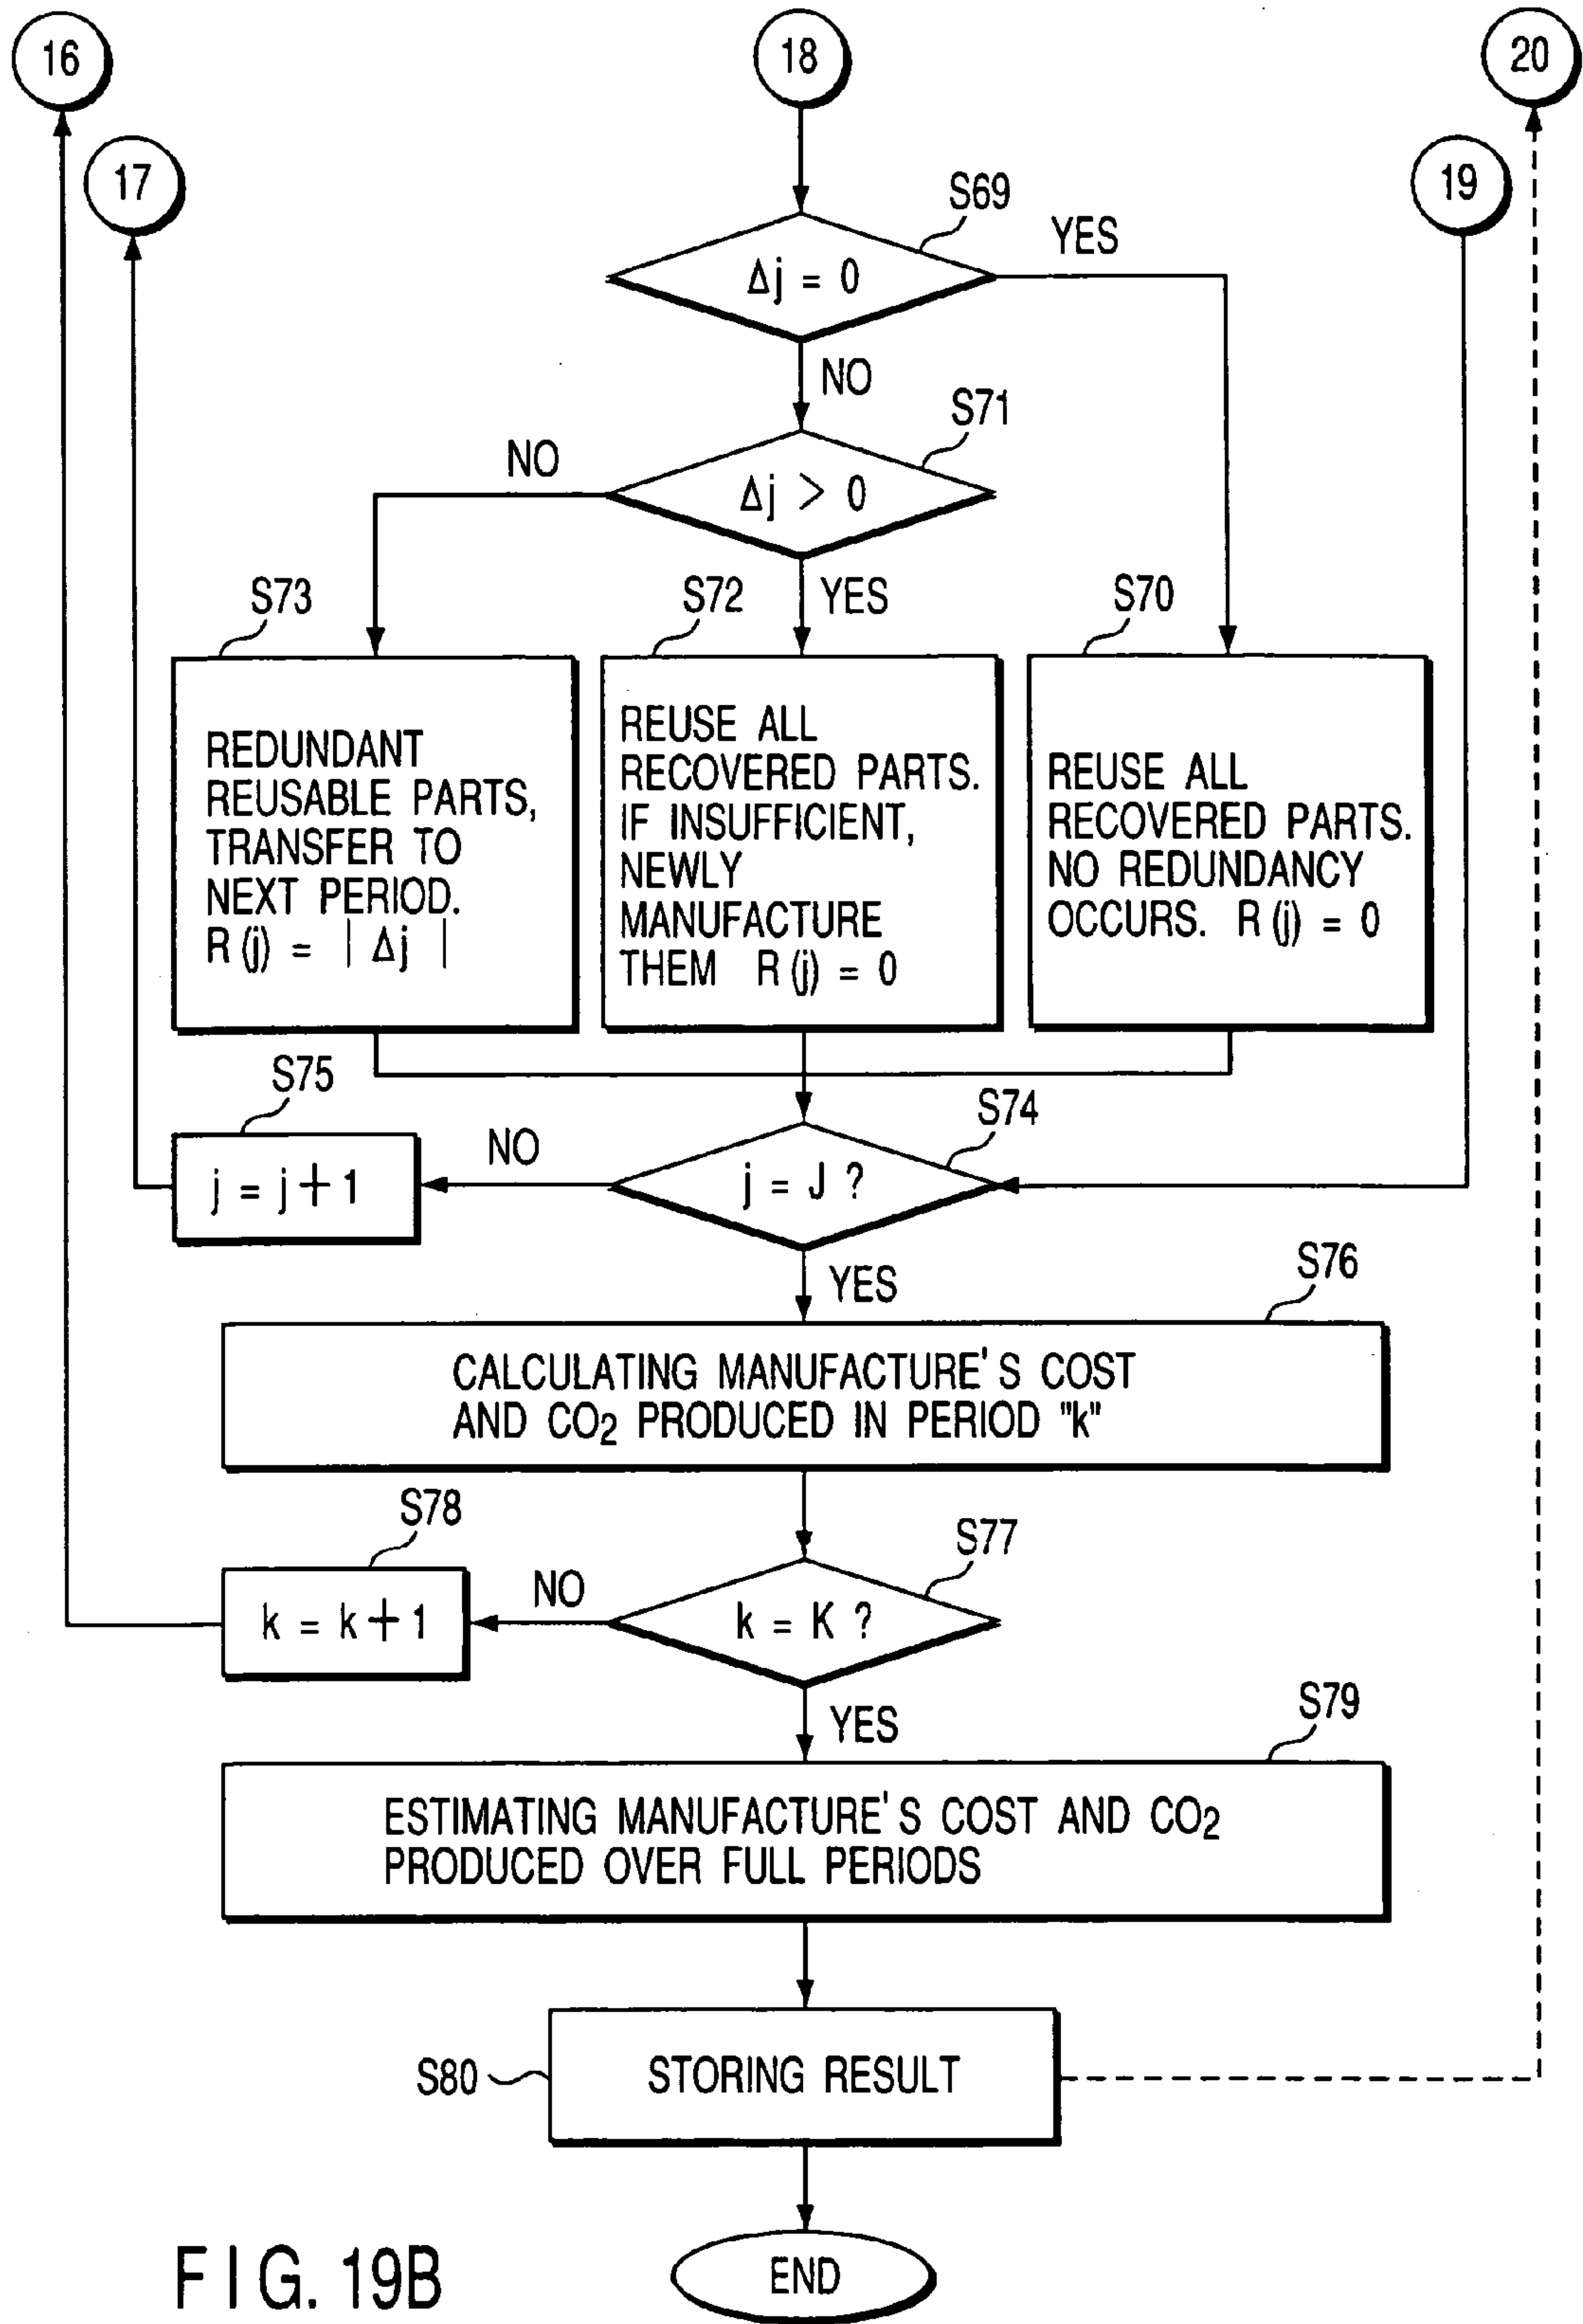 16
18
20
17
19
S69
YES
Δj = 0
NO
S71
NO
Δj > 0
YES
S73
S72
S70
REDUNDANT
REUSABLE PARTS,
TRANSFER TO
NEXT PERIOD.
R (j) = | Δj |
REUSE ALL
RECOVERED PARTS.
IF INSUFFICIENT,
NEWLY
MANUFACTURE
THEM R (j) = 0
REUSE ALL
RECOVERED PARTS.
NO REDUNDANCY
OCCURS. R (j) = 0
S75
S74
j = j + 1
NO
j = J ?
YES
S76
CALCULATING MANUFACTURE'S COST
AND CO₂ PRODUCED IN PERIOD "k"
S78
S77
k = k + 1
NO
k = K ?
YES
S79
ESTIMATING MANUFACTURE'S COST AND CO₂
PRODUCED OVER FULL PERIODS
S80
STORING RESULT
END
FIG. 19B